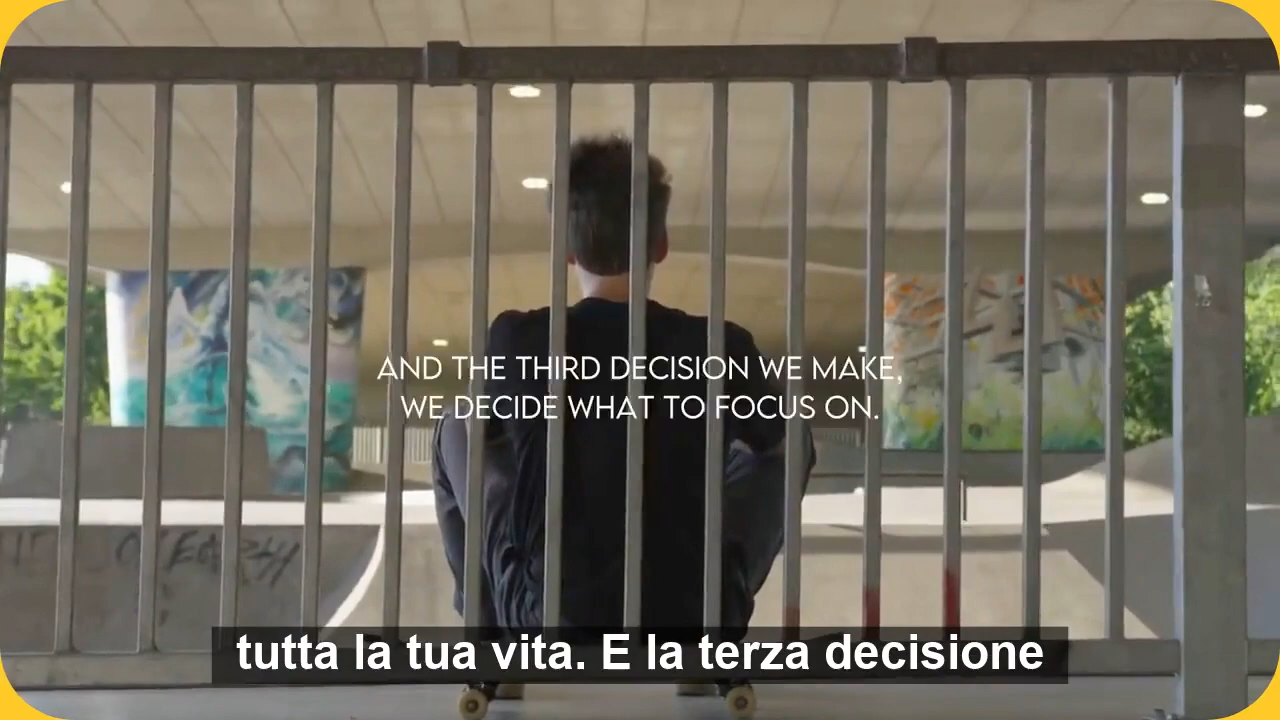 AND THE THIRD DECISION WE MAKE,
WE DECIDE WHAT TO FOCUS ON.
tutta la tua vita. E la terza decisione